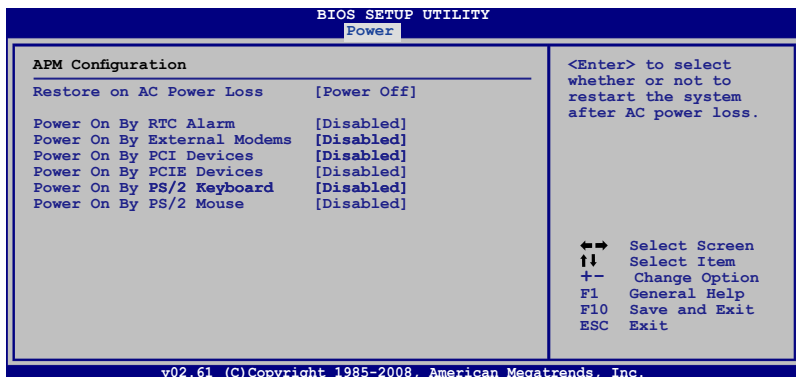 BIOS SETUP UTILITY
Power
APM Configuration
Restore on AC Power Loss [Power Off]
Power On By RTC Alarm [Disabled]
Power On By External Modems [Disabled]
Power On By PCI Devices [Disabled]
Power On By PCIE Devices [Disabled]
Power On By PS/2 Keyboard [Disabled]
Power On By PS/2 Mouse [Disabled]
<Enter> to select
whether or not to
restart the system
after AC power loss.
←→ Select Screen
↑↓ Select Item
+- Change Option
F1 General Help
F10 Save and Exit
ESC Exit
v02.61 (C)Copyright 1985-2008, American Megatrends, Inc.